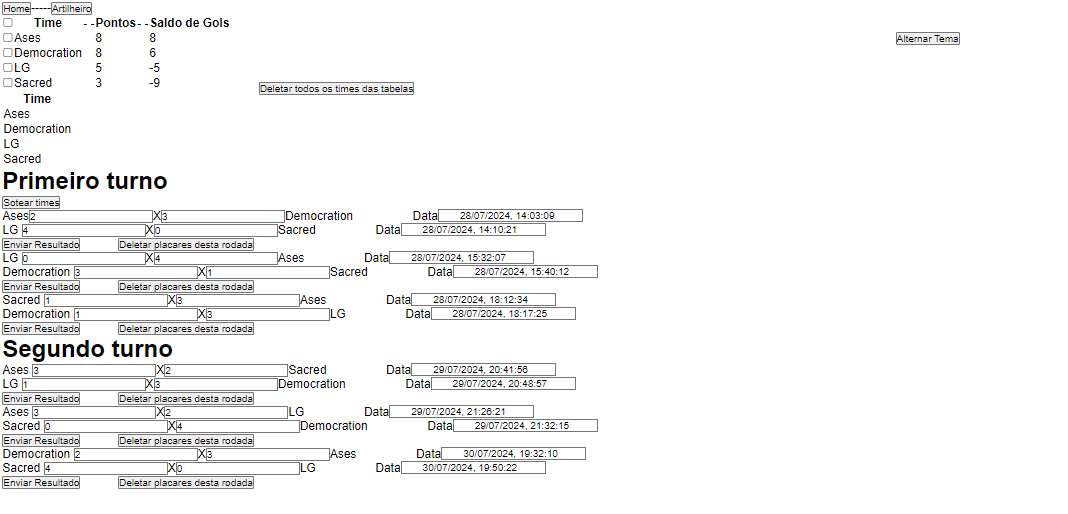 Home-----Artilheiro
Time - -Pontos- -Saldo de Gols
Ases 8 8
Alternar Tema
Democration 8 6
LG 5 -5
Sacred 3 -9
Deletar todos os times das tabelas
Time
Ases
Democration
LG
Sacred
Primeiro turno
Sotear times
Ases 2 X 3 Democration Data 28/07/2024, 14:03:09
LG 4 X 0 Sacred Data 28/07/2024, 14:10:21
Enviar Resultado Deletar placares desta rodada
LG 0 X 4 Ases Data 28/07/2024, 15:32:07
Democration 3 X 1 Sacred Data 28/07/2024, 15:40:12
Enviar Resultado Deletar placares desta rodada
Sacred 1 X 3 Ases Data 28/07/2024, 18:12:34
Democration 1 X 3 LG Data 28/07/2024, 18:17:25
Enviar Resultado Deletar placares desta rodada
Segundo turno
Ases 3 X 2 Sacred Data 29/07/2024, 20:41:56
LG 1 X 3 Democration Data 29/07/2024, 20:48:57
Enviar Resultado Deletar placares desta rodada
Ases 3 X 2 LG Data 29/07/2024, 21:26:21
Sacred 0 X 4 Democration Data 29/07/2024, 21:32:15
Enviar Resultado Deletar placares desta rodada
Democration 2 X 3 Ases Data 30/07/2024, 19:32:10
Sacred 4 X 0 LG Data 30/07/2024, 19:50:22
Enviar Resultado Deletar placares desta rodada